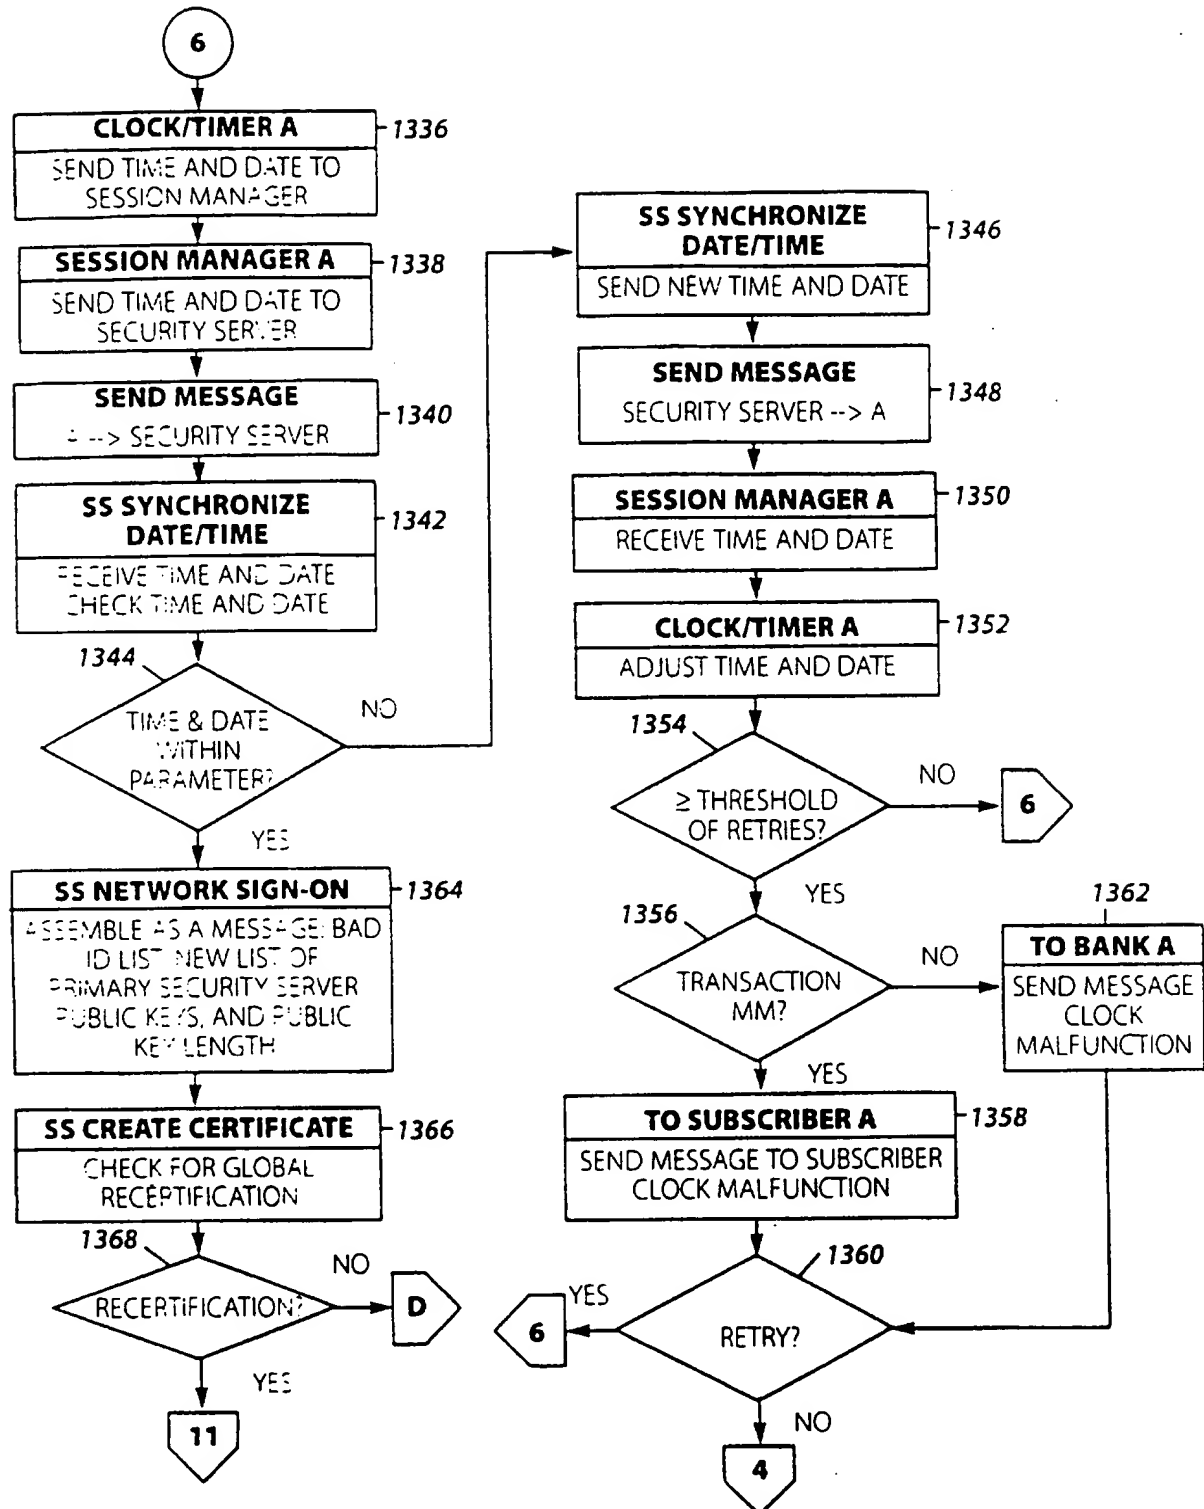 6
CLOCK/TIMER A
1336
SEND TIME AND DATE TO
SESSION MANAGER
SESSION MANAGER A
1338
SEND TIME AND DATE TO
SECURITY SERVER
SEND MESSAGE
1340
A --> SECURITY SERVER
SS SYNCHRONIZE
DATE/TIME
1342
RECEIVE TIME AND DATE
CHECK TIME AND DATE
1344
TIME & DATE
WITHIN
PARAMETER?
NO
YES
SS NETWORK SIGN-ON
1364
ASSEMBLE AS A MESSAGE: BAD
ID LIST, NEW LIST OF
PRIMARY SECURITY SERVER
PUBLIC KEYS, AND PUBLIC
KEY LENGTH
SS CREATE CERTIFICATE
1366
CHECK FOR GLOBAL
RECERTIFICATION
1368
RECERTIFICATION?
NO
D
YES
11
SS SYNCHRONIZE
DATE/TIME
1346
SEND NEW TIME AND DATE
SEND MESSAGE
1348
SECURITY SERVER --> A
SESSION MANAGER A
1350
RECEIVE TIME AND DATE
CLOCK/TIMER A
1352
ADJUST TIME AND DATE
1354
≥ THRESHOLD
OF RETRIES?
NO
6
YES
1356
TRANSACTION
MM?
NO
1362
TO BANK A
SEND MESSAGE
CLOCK
MALFUNCTION
YES
TO SUBSCRIBER A
1358
SEND MESSAGE TO SUBSCRIBER
CLOCK MALFUNCTION
1360
RETRY?
YES
6
NO
4